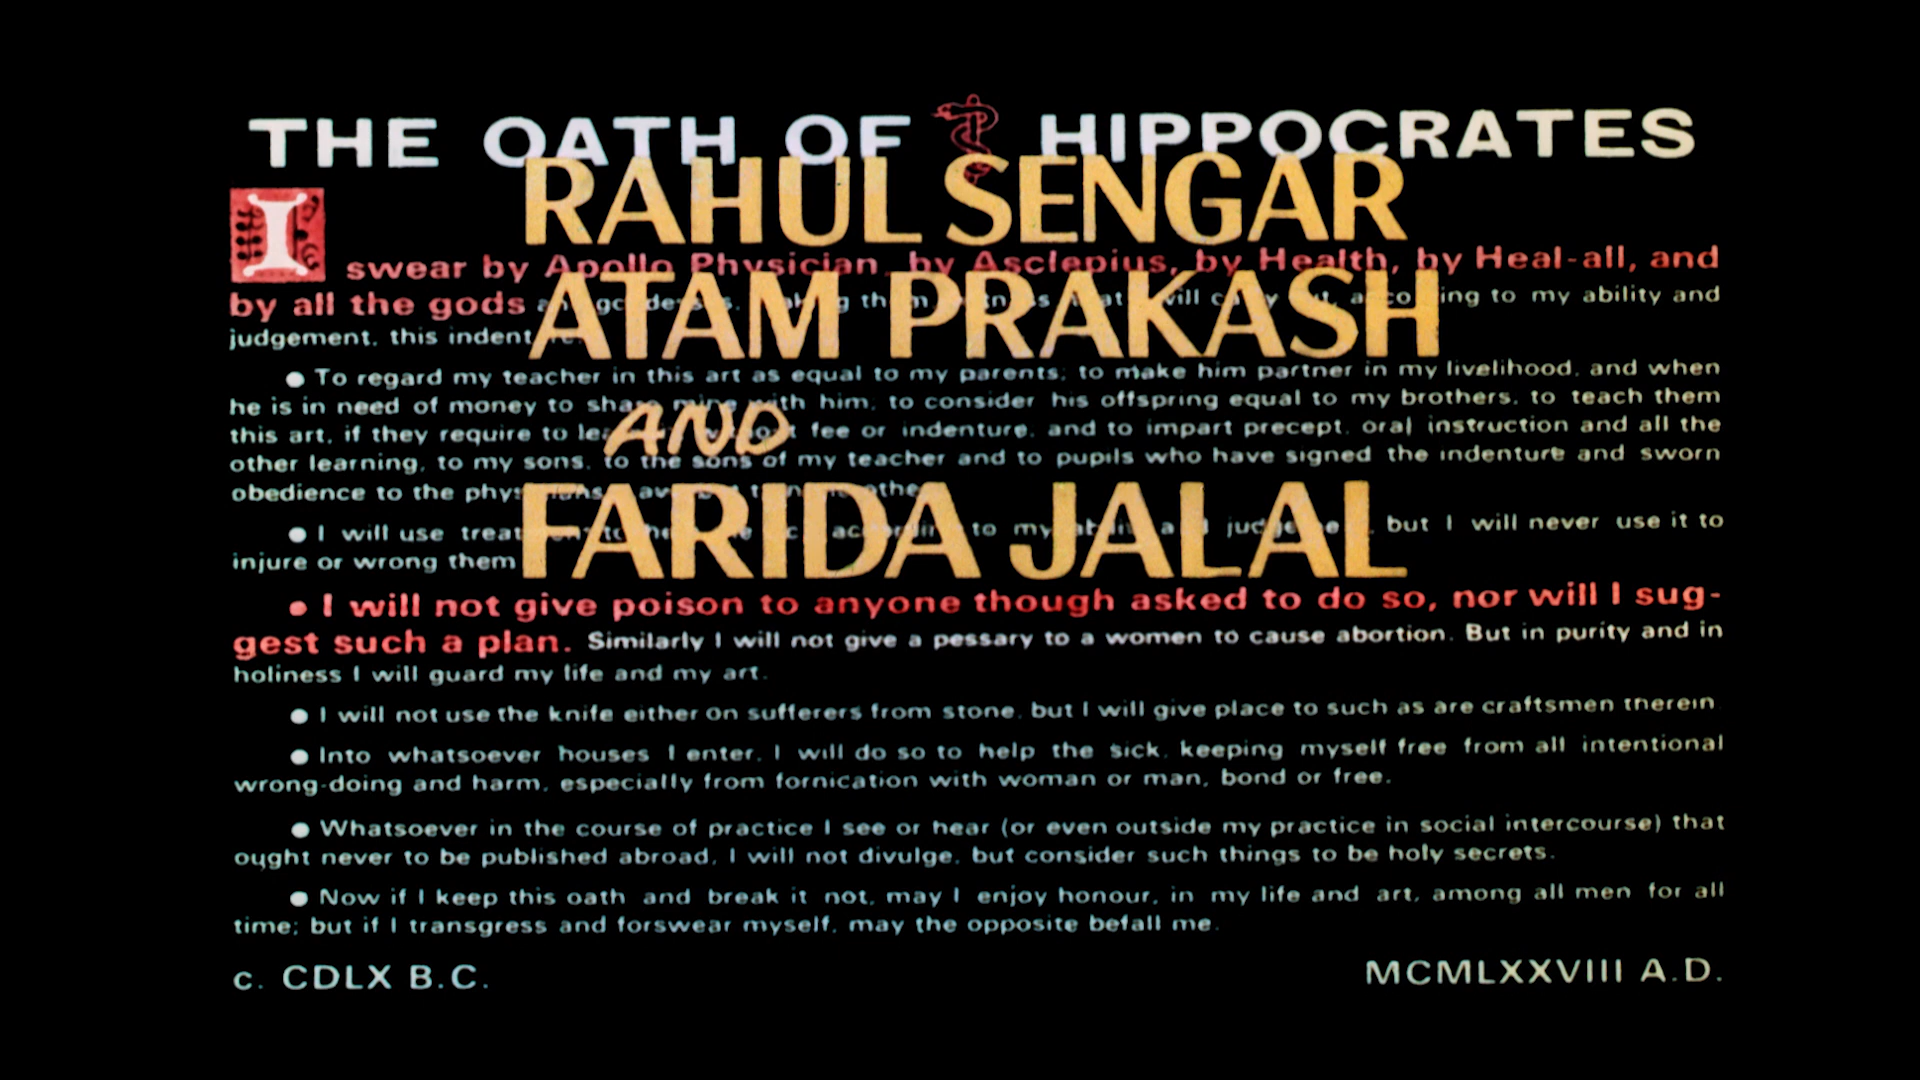 THE OATH OF HIPPOCRATES
RAHUL SENGAR
I swear by Apollo Physician, by Asclepius, by Health, by Heal-all, and
by all the gods will ing to my ability and
judgement, this indent
ATAM PRAKASH
● To regard my teacher in this art as equal to my parents; to make him partner in my livelihood, and when
he is in need of money to share mine with him; to consider his offspring equal to my brothers, to teach them
this art, if they require to fee or indenture, and to impart precept, oral instruction and all the
AND
other learning, to my sons, to the sons of my teacher and to pupils who have signed the indenture and sworn
obedience to the
FARIDA JALAL
● I will use to my but I will never use it to
injure or wrong them
● I will not give poison to anyone though asked to do so, nor will I sug-
gest such a plan. Similarly I will not give a pessary to a women to cause abortion. But in purity and in
holiness I will guard my life and my art.
● I will not use the knife either on sufferers from stone, but I will give place to such as are craftsmen therein
● Into whatsoever houses I enter, I will do so to help the sick, keeping myself free from all intentional
wrong-doing and harm, especially from fornication with woman or man, bond or free.
● Whatsoever in the course of practice I see or hear (or even outside my practice in social intercourse) that
ought never to be published abroad, I will not divulge, but consider such things to be holy secrets.
● Now if I keep this oath and break it not, may I enjoy honour, in my life and art, among all men for all
time; but if I transgress and forswear myself, may the opposite befall me.
c. CDLX B.C. MCMLXXVIII A.D.